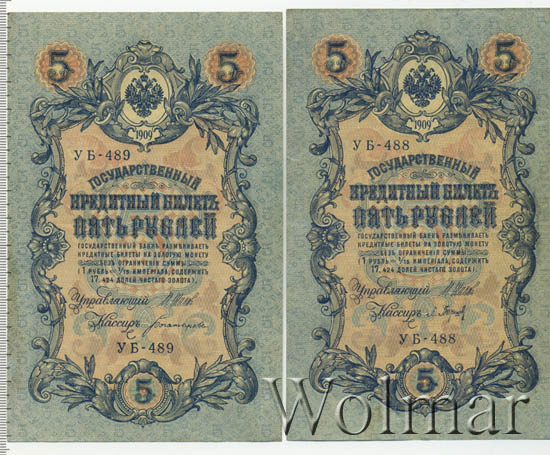 5 5
1909
УБ-489
ГОСУДАРСТВЕННЫЙ
КРЕДИТНЫЙ БИЛЕТЪ
ПЯТЬ РУБЛЕЙ
ГОСУДАРСТВЕННЫЙ БАНКЪ РАЗМѢНИВАЕТЪ
КРЕДИТНЫЕ БИЛЕТЫ НА ЗОЛОТУЮ МОНЕТУ
БЕЗЪ ОГРАНИЧЕНІЯ СУММЫ
(1 РУБЛЬ = 1/15 ИМПЕРІАЛА, СОДЕРЖИТЪ
17,424 ДОЛЕЙ ЧИСТАГО ЗОЛОТА)
Управляющій
Кассиръ
УБ-489
5
5 5
1909
УБ-488
ГОСУДАРСТВЕННЫЙ
КРЕДИТНЫЙ БИЛЕТЪ
ПЯТЬ РУБЛЕЙ
ГОСУДАРСТВЕННЫЙ БАНКЪ РАЗМѢНИВАЕТЪ
КРЕДИТНЫЕ БИЛЕТЫ НА ЗОЛОТУЮ МОНЕТУ
БЕЗЪ ОГРАНИЧЕНІЯ СУММЫ
(1 РУБЛЬ = 1/15 ИМПЕРІАЛА, СОДЕРЖИТЪ
17,424 ДОЛЕЙ ЧИСТАГО ЗОЛОТА)
Управляющій
Кассиръ
УБ-488
5
Wolmar